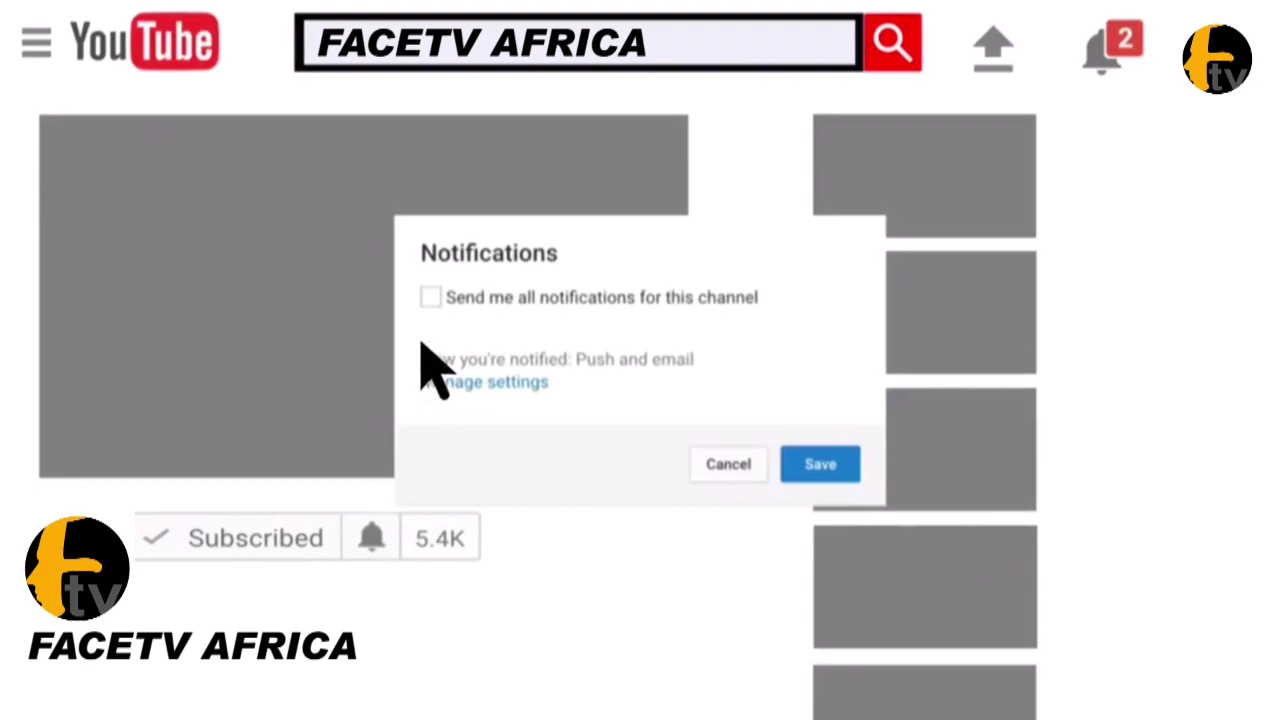 YouTube
FACETV AFRICA
2
tv
Notifications
Send me all notifications for this channel
you're notified: Push and email
settings
Cancel
Save
Subscribed
5.4K
tv
FACETV AFRICA